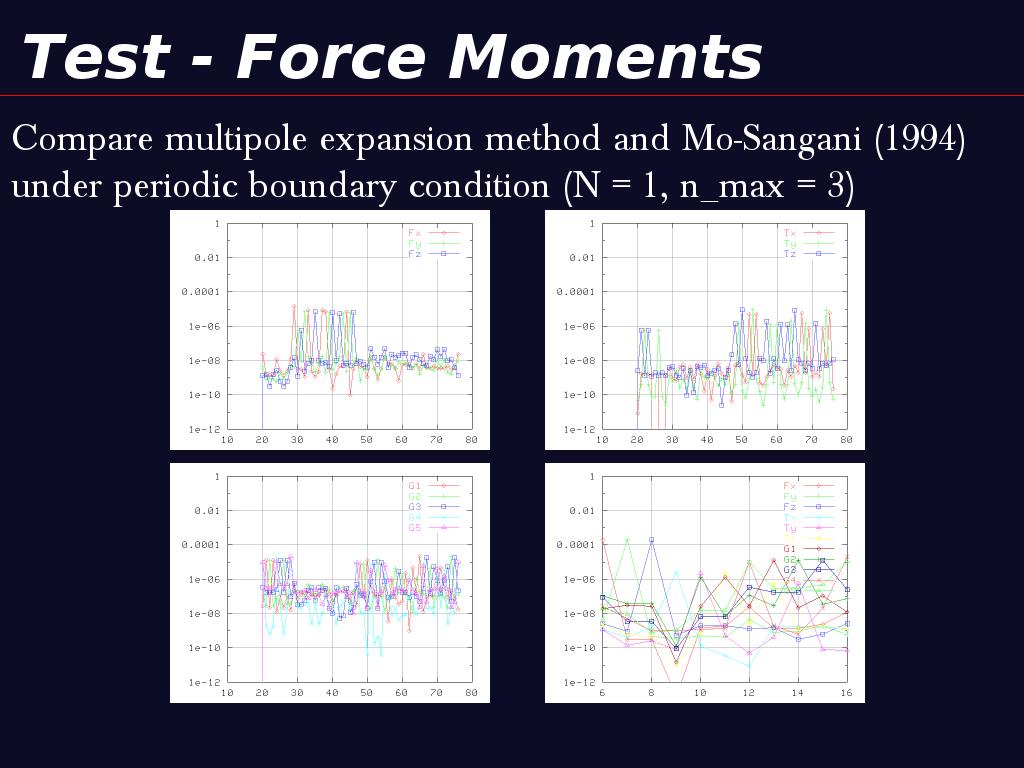 Test - Force Moments
Compare multipole expansion method and Mo-Sangani (1994)
under periodic boundary condition (N = 1, n_max = 3)
1
0.01
0.0001
1e-06
1e-08
1e-10
1e-12
10 20 30 40 50 60 70 80
Fx
Fy
Fz
1
0.01
0.0001
1e-06
1e-08
1e-10
1e-12
10 20 30 40 50 60 70 80
Tx
Ty
Tz
1
0.01
0.0001
1e-06
1e-08
1e-10
1e-12
10 20 30 40 50 60 70 80
G1
G2
G3
G4
G5
1
0.01
0.0001
1e-06
1e-08
1e-10
1e-12
6 8 10 12 14 16
Fx
Fy
Fz
Tx
Ty
G1
G2
G3